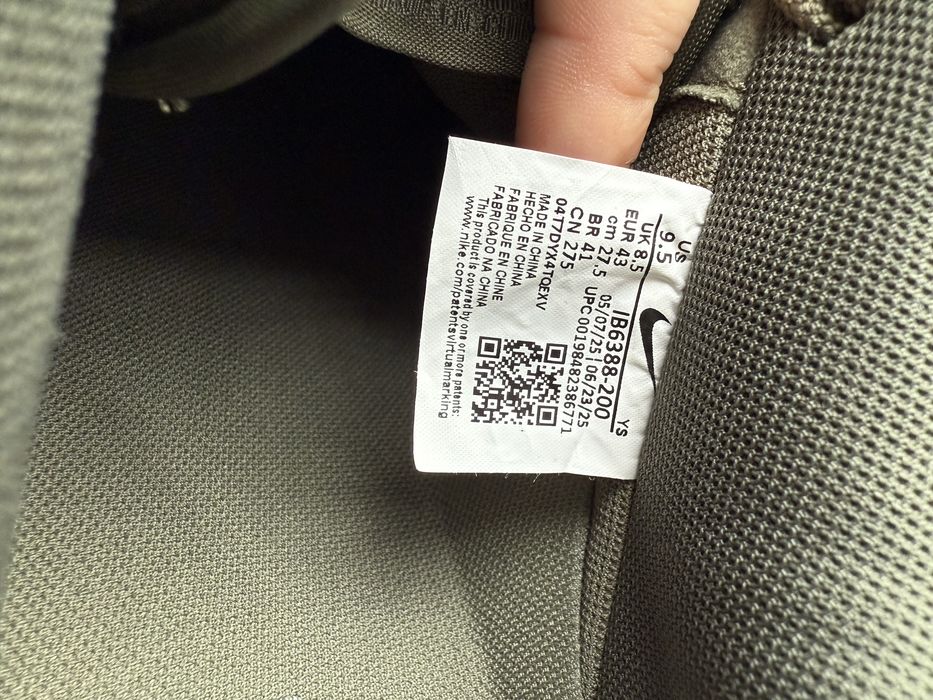 US
9.5
UK 8.5
EUR 43
cm 27.5
BR 41
CN 275
YS
IB6388-200
05/07/25 | 06/23/25
UPC 00198482386771
04T7DYX4TQEXV
MADE IN CHINA
HECHO EN CHINA
FABRIQUE EN CHINE
FABRICADO NA CHINA
This product is covered by one or more patents:
www.nike.com/patentsvirtualmarking